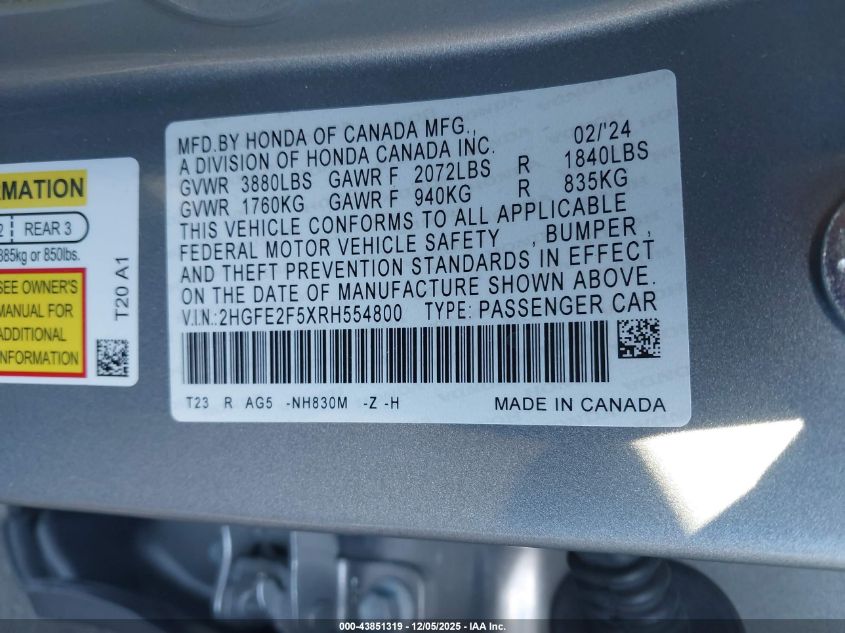 MFD.BY HONDA OF CANADA MFG., 02/'24
A DIVISION OF HONDA CANADA INC.
GVWR 3880LBS GAWR F 2072LBS R 1840LBS
GVWR 1760KG GAWR F 940KG R 835KG
THIS VEHICLE CONFORMS TO ALL APPLICABLE
FEDERAL MOTOR VEHICLE SAFETY , BUMPER ,
AND THEFT PREVENTION STANDARDS IN EFFECT
ON THE DATE OF MANUFACTURE SHOWN ABOVE.
V.I.N.: 2HGFE2F5XRH554800 TYPE: PASSENGER CAR
T23 R AG5 -NH830M -Z -H MADE IN CANADA
REAR 3
885kg or 850lbs.
SEE OWNER'S
MANUAL FOR
ADDITIONAL
INFORMATION
T20 A1
000-43851319 - 12/05/2025 - IAA Inc.